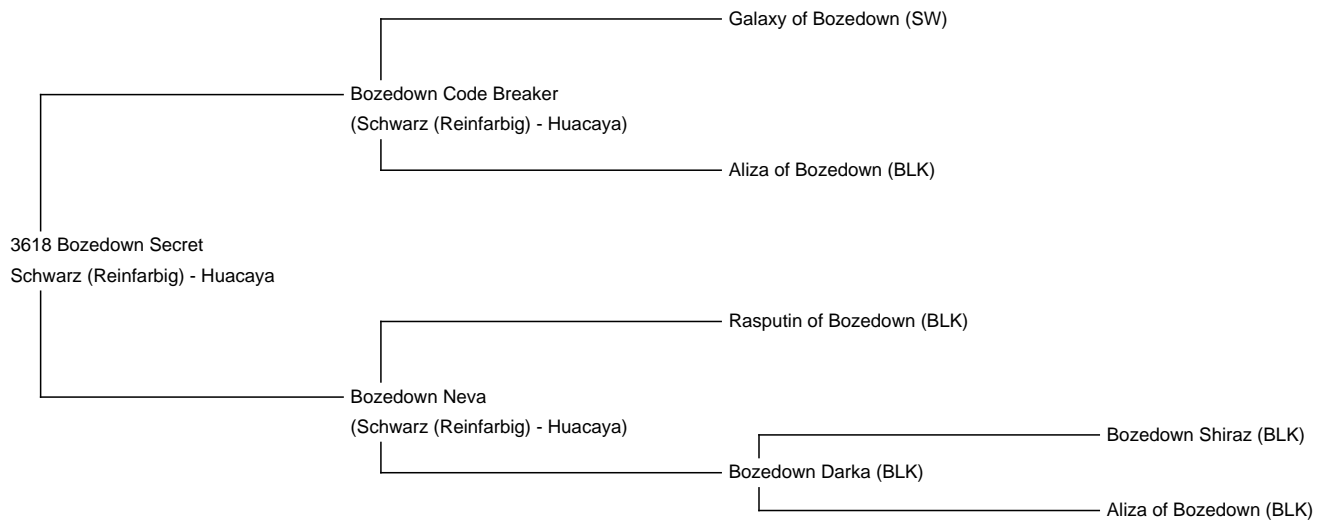 Galaxy of Bozedown (SW)
Bozedown Code Breaker
(Schwarz (Reinfarbig) - Huacaya)
Aliza of Bozedown (BLK)
3618 Bozedown Secret
Schwarz (Reinfarbig) - Huacaya
Rasputin of Bozedown (BLK)
Bozedown Neva
(Schwarz (Reinfarbig) - Huacaya)
Bozedown Shiraz (BLK)
Bozedown Darka (BLK)
Aliza of Bozedown (BLK)